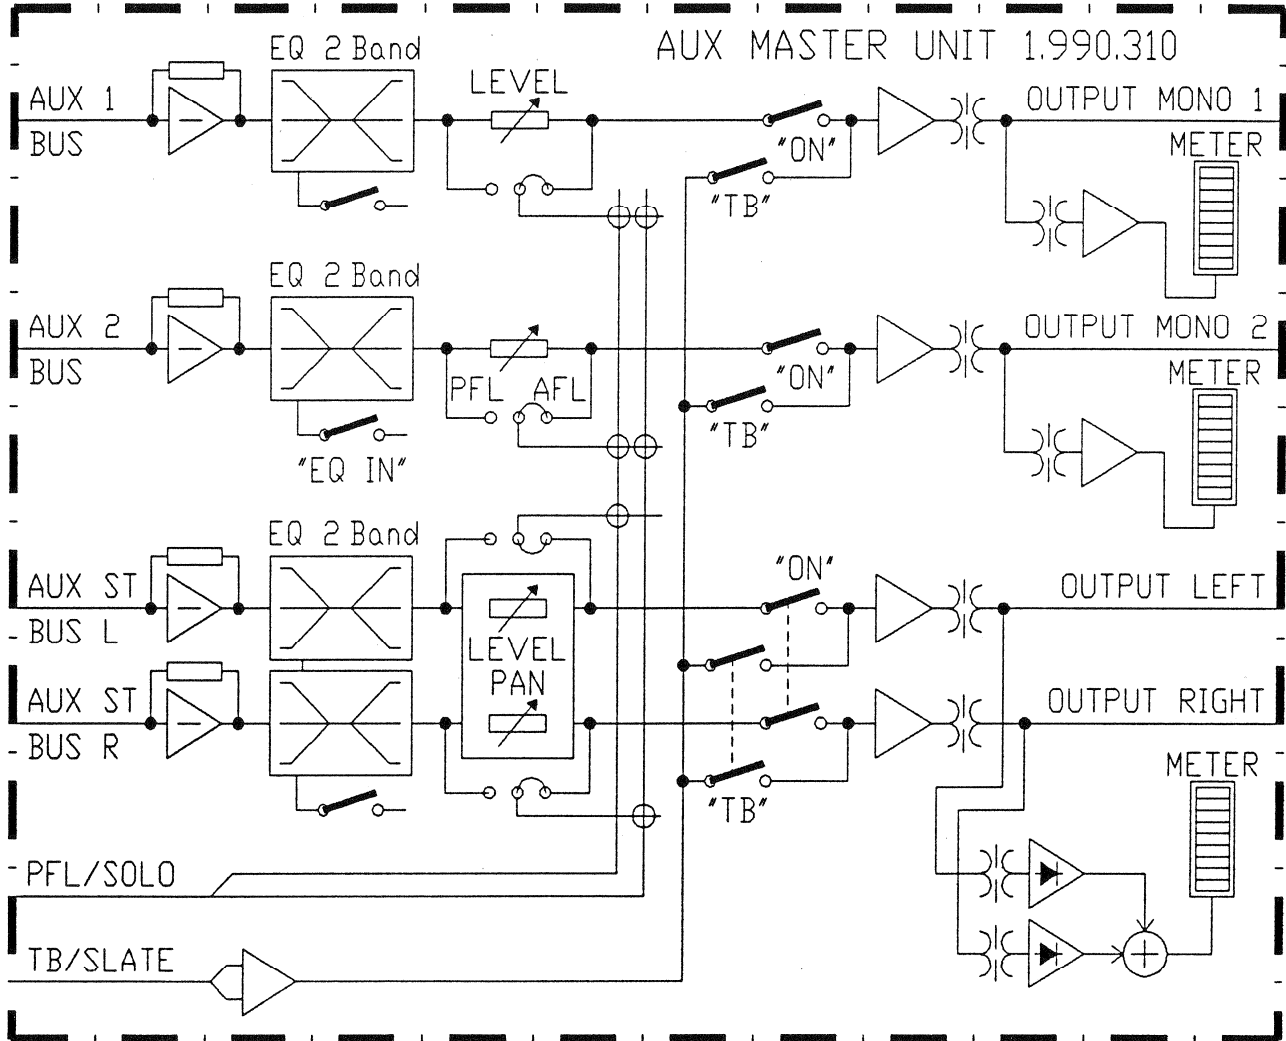 AUX MASTER UNIT 1.990.310
EQ 2 Band
LEVEL
AUX 1
BUS
"ON"
"TB"
OUTPUT MONO 1
METER
EQ 2 Band
AUX 2
BUS
PFL AFL
"EQ IN"
"ON"
"TB"
OUTPUT MONO 2
METER
EQ 2 Band
AUX ST
BUS L
LEVEL
PAN
"ON"
OUTPUT LEFT
AUX ST
BUS R
"TB"
OUTPUT RIGHT
METER
PFL/SOLO
TB/SLATE